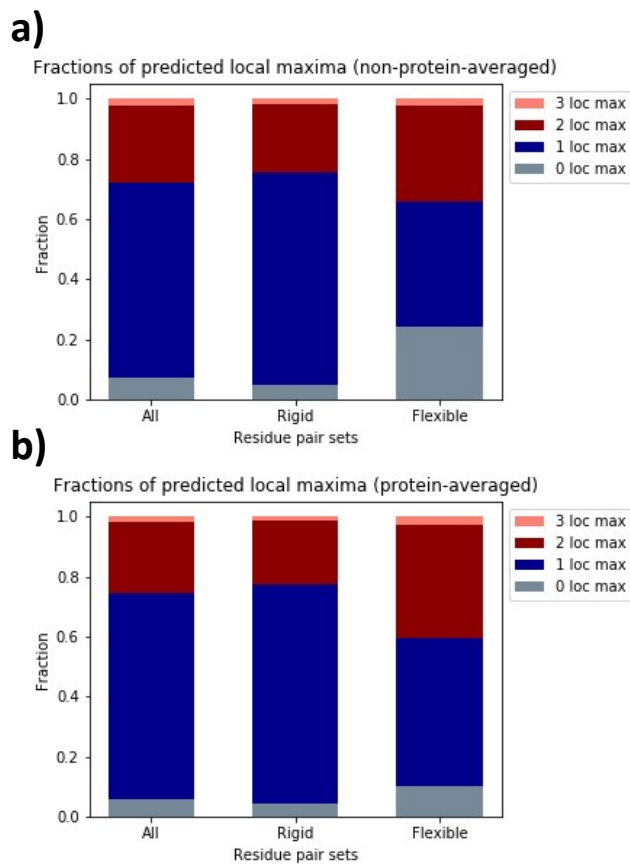 a)
Fractions of predicted local maxima (non-protein-averaged)
1.0
0.8
0.6
0.4
0.2
0.0
Fraction
All
Rigid
Flexible
Residue pair sets
3 loc max
2 loc max
1 loc max
0 loc max
b)
Fractions of predicted local maxima (protein-averaged)
1.0
0.8
0.6
0.4
0.2
0.0
Fraction
All
Rigid
Flexible
Residue pair sets
3 loc max
2 loc max
1 loc max
0 loc max